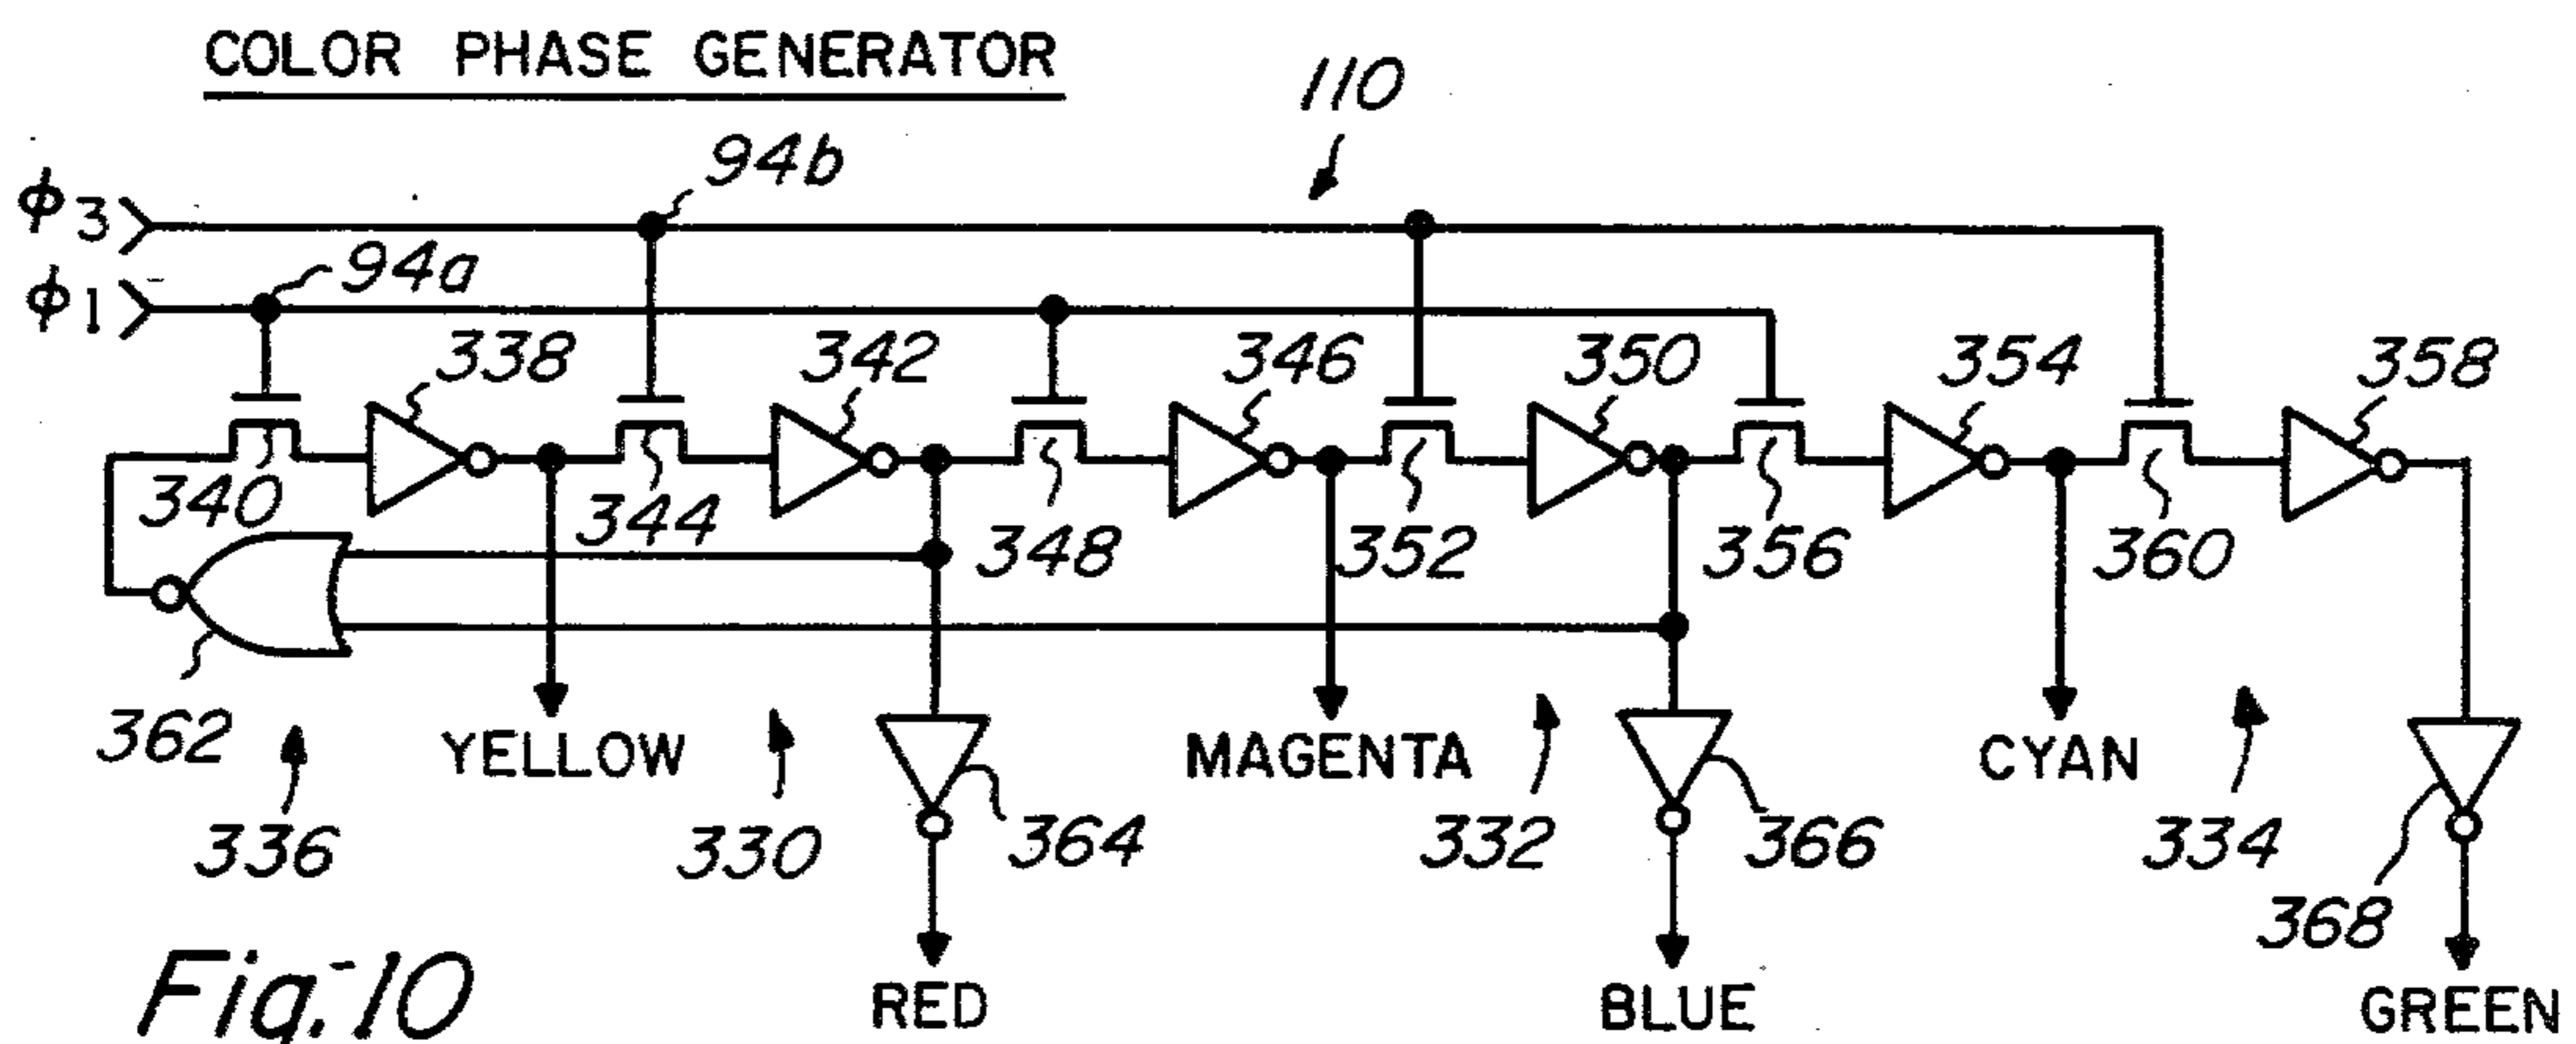 COLOR PHASE GENERATOR
110
94b
ϕ3
94a
ϕ1
338
342
346
350
354
358
340
344
348
352
356
360
362
YELLOW
MAGENTA
CYAN
336
330
364
332
366
334
368
RED
BLUE
GREEN
Fig. 10